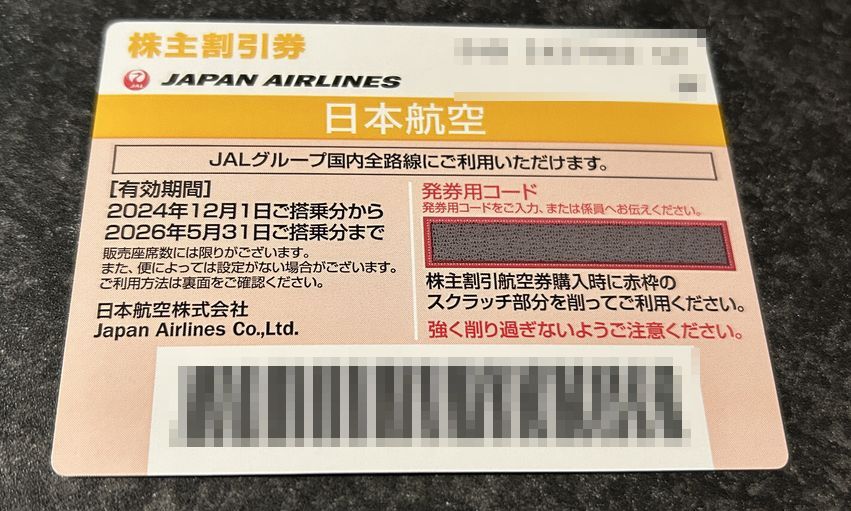 株主割引券
JAL JAPAN AIRLINES
日本航空
JALグループ国内全路線にご利用いただけます。
[有効期間]
2024年12月1日ご搭乗分から
2026年5月31日ご搭乗分まで
販売座席数には限りがございます。
また、便によっては設定がない場合がございます。
ご利用方法は裏面をご確認ください。
日本航空株式会社
Japan Airlines Co.,Ltd.
発券用コード
発券用コードをご入力、または係員へお伝えください。
株主割引航空券購入時に赤枠の
スクラッチ部分を削ってご利用ください。
強く削り過ぎないようご注意ください。